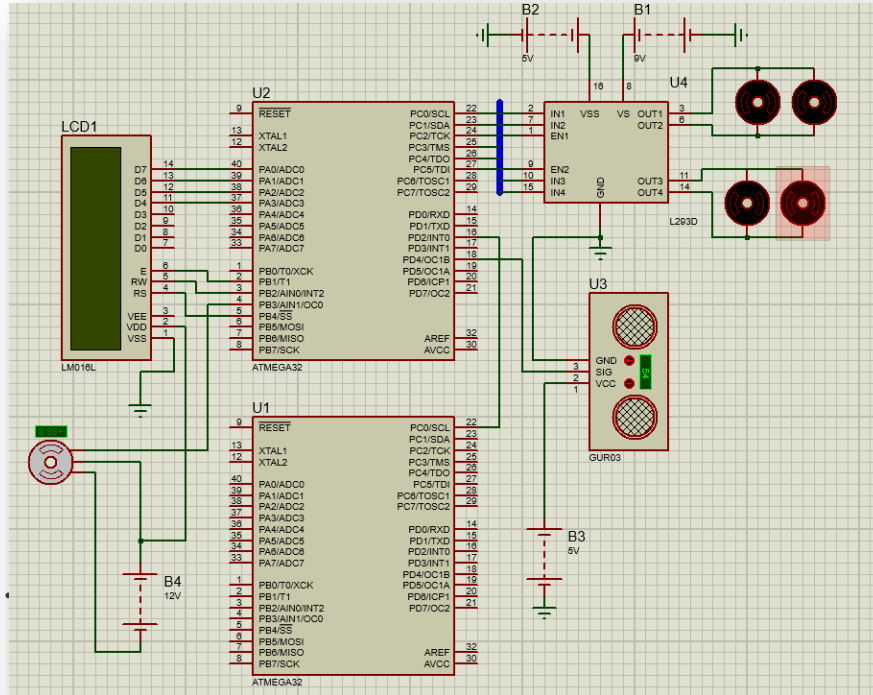 B2
5V
B1
9V
U2
9 RESET
13 XTAL1
12 XTAL2
40 PA0/ADC0
39 PA1/ADC1
38 PA2/ADC2
37 PA3/ADC3
36 PA4/ADC4
35 PA5/ADC5
34 PA6/ADC6
33 PA7/ADC7
1 PB0/T0/XCK
2 PB1/T1
3 PB2/AIN0/INT2
4 PB3/AIN1/OC0
5 PB4/SS
6 PB5/MOSI
7 PB6/MISO
8 PB7/SCK
PC0/SCL 22
PC1/SDA 23
PC2/TCK 24
PC3/TMS 25
PC4/TDO 26
PC5/TDI 27
PC6/TOSC1 28
PC7/TOSC2 29
PD0/RXD 14
PD1/TXD 15
PD2/INT0 16
PD3/INT1 17
PD4/OC1B 18
PD5/OC1A 19
PD6/ICP1 20
PD7/OC2 21
AREF 32
AVCC 30
ATMEGA32
U4
16 VSS
8 VS
2 IN1
7 IN2
1 EN1
9 EN2
10 IN3
15 IN4
OUT1 3
OUT2 6
OUT3 11
OUT4 14
GND
L293D
LCD1
D7 14
D6 13
D5 12
D4 11
D3 10
D2 9
D1 8
D0 7
E 6
RW 5
RS 4
VEE 3
VDD 2
VSS 1
LM016L
U3
GND
3 SIG
2 VCC
1
54
GUR03
U1
9 RESET
13 XTAL1
12 XTAL2
40 PA0/ADC0
39 PA1/ADC1
38 PA2/ADC2
37 PA3/ADC3
36 PA4/ADC4
35 PA5/ADC5
34 PA6/ADC6
33 PA7/ADC7
1 PB0/T0/XCK
2 PB1/T1
3 PB2/AIN0/INT2
4 PB3/AIN1/OC0
5 PB4/SS
6 PB5/MOSI
7 PB6/MISO
8 PB7/SCK
PC0/SCL 22
PC1/SDA 23
PC2/TCK 24
PC3/TMS 25
PC4/TDO 26
PC5/TDI 27
PC6/TOSC1 28
PC7/TOSC2 29
PD0/RXD 14
PD1/TXD 15
PD2/INT0 16
PD3/INT1 17
PD4/OC1B 18
PD5/OC1A 19
PD6/ICP1 20
PD7/OC2 21
AREF 32
AVCC 30
ATMEGA32
B4
12V
B3
5V